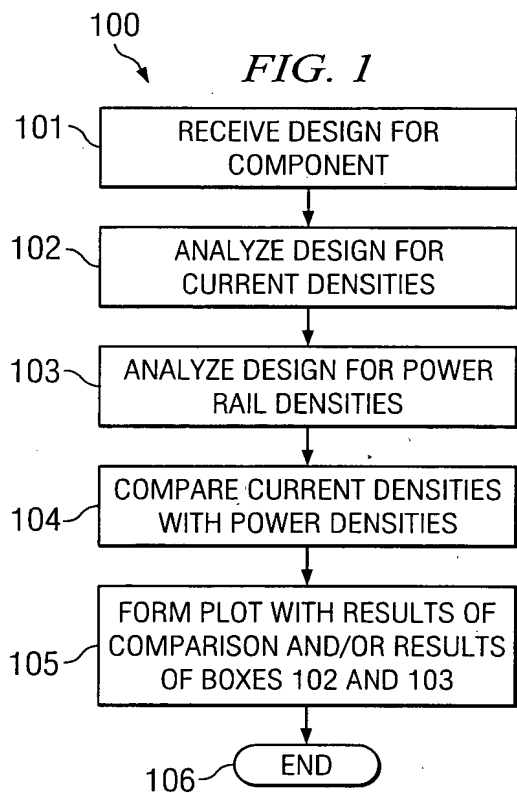 100
FIG. 1
101
RECEIVE DESIGN FOR
COMPONENT
102
ANALYZE DESIGN FOR
CURRENT DENSITIES
103
ANALYZE DESIGN FOR POWER
RAIL DENSITIES
104
COMPARE CURRENT DENSITIES
WITH POWER DENSITIES
105
FORM PLOT WITH RESULTS OF
COMPARISON AND/OR RESULTS
OF BOXES 102 AND 103
106
END